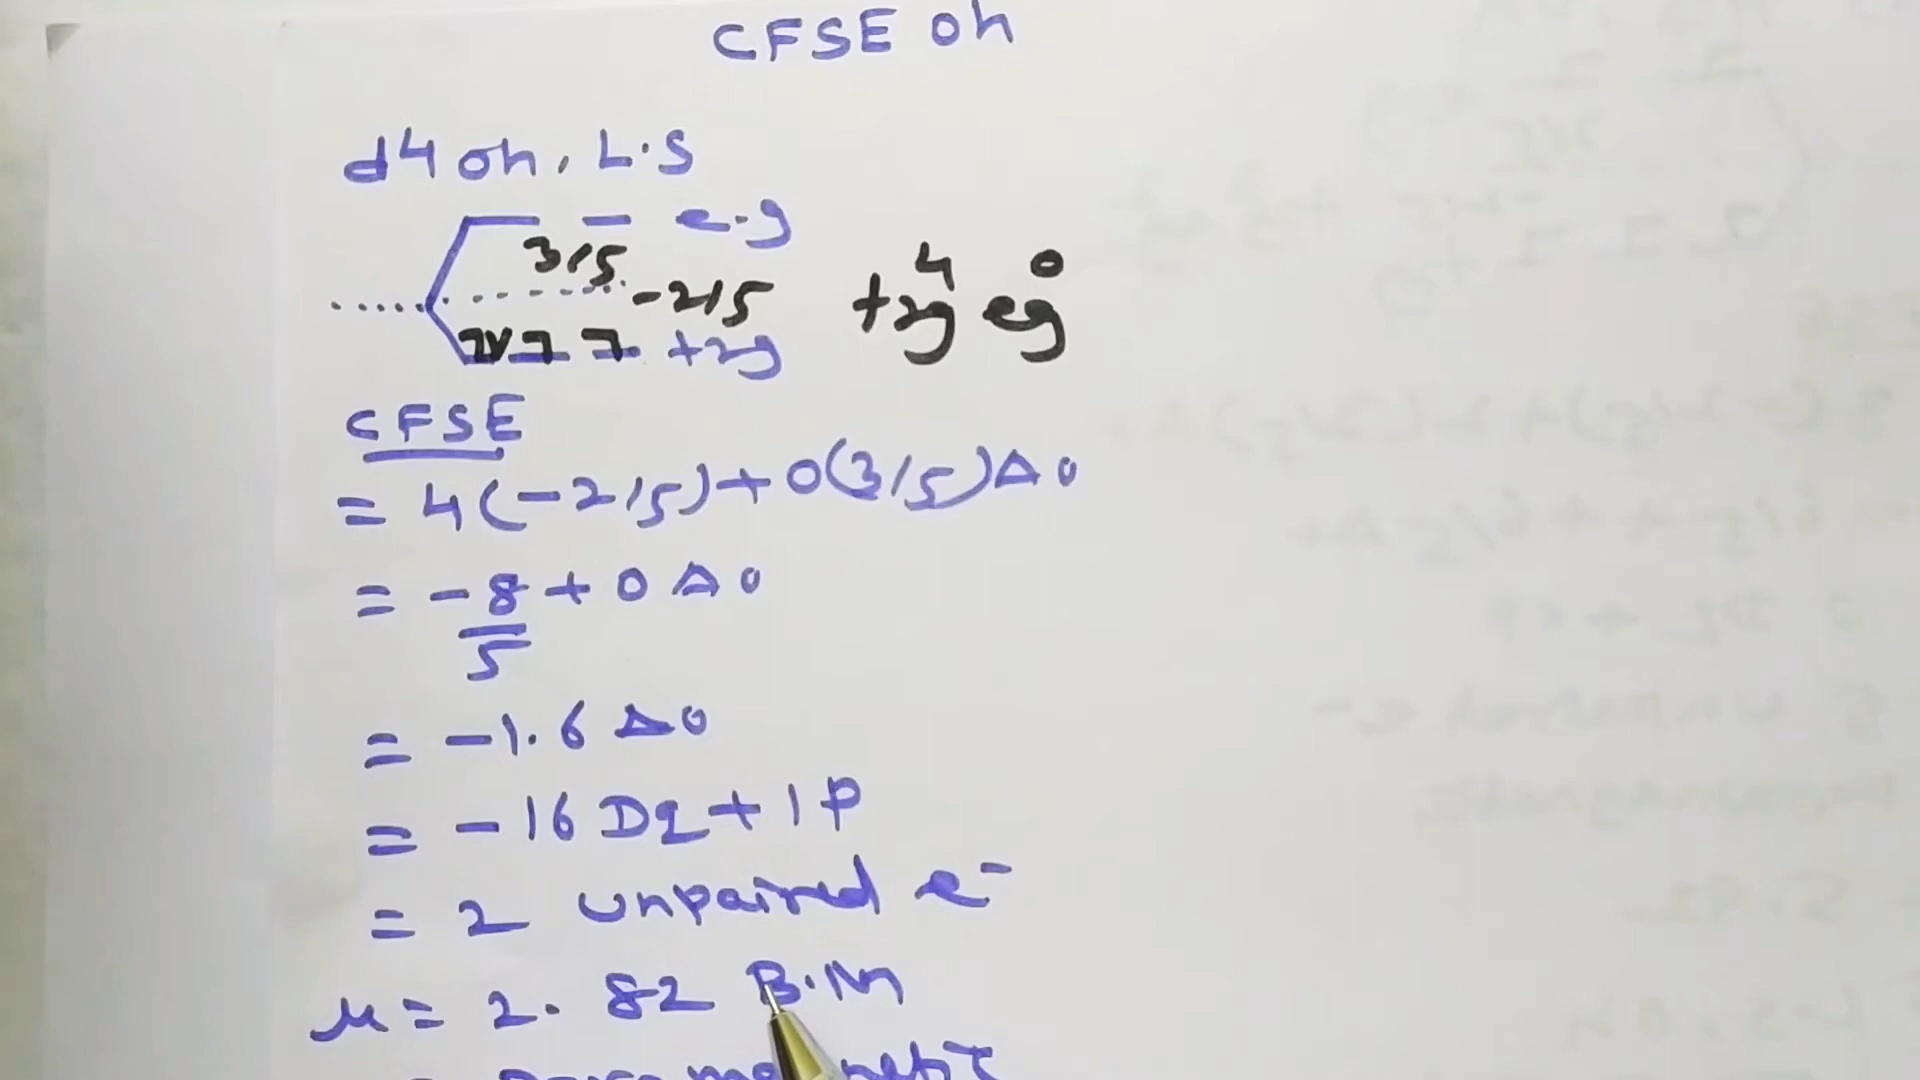 CFSE Oh
d4 oh, L.S
e.g
3/5
-2/5
t2g
t2g4 eg0
CFSE
= 4(-2/5)+0(3/5)Δo
= -8/5 + 0 Δo
= -1.6 Δo
= -16 Dq + 1 P
= 2 unpaired e-
μ = 2.82 B.M